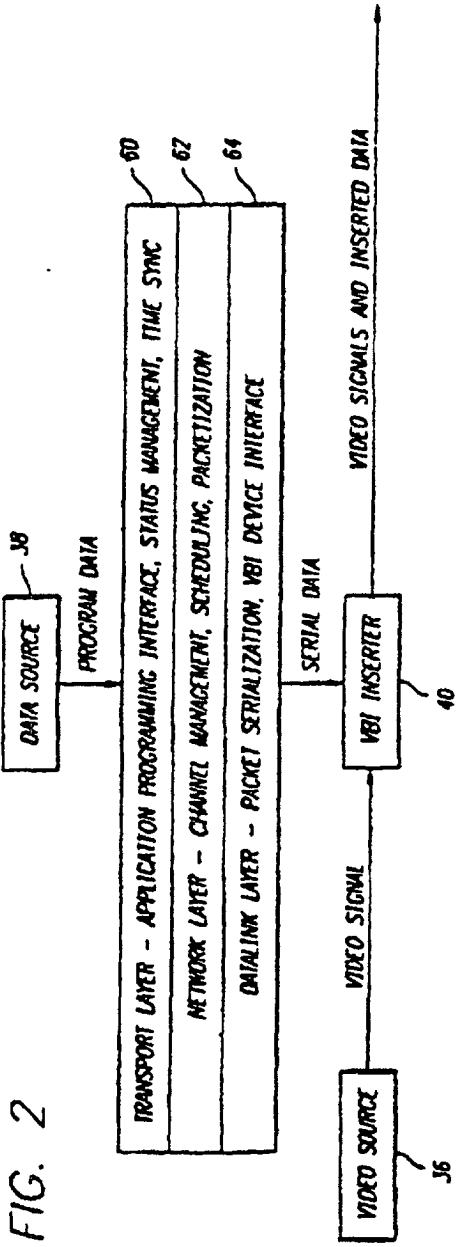 FIG. 2
DATA SOURCE
38
PROGRAM DATA
TRANSPORT LAYER - APPLICATION PROGRAMMING INTERFACE, STATUS MANAGEMENT, TIME SYNC
60
NETWORK LAYER - CHANNEL MANAGEMENT, SCHEDULING, PACKETIZATION
62
DATALINK LAYER - PACKET SERIALIZATION, VBI DEVICE INTERFACE
64
SERIAL DATA
VIDEO SOURCE
36
VIDEO SIGNAL
VBI INSERTER
40
VIDEO SIGNALS AND INSERTED DATA